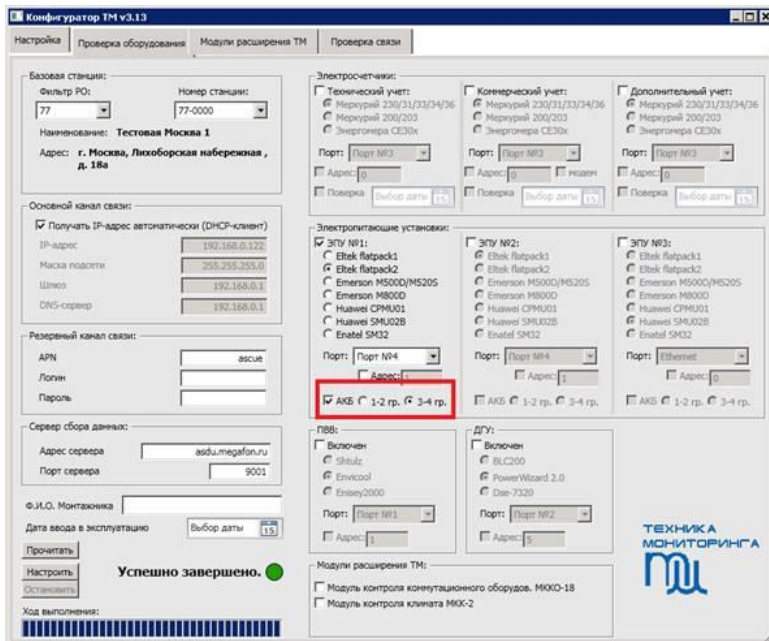 Конфигуратор ТМ v3.13
Настройка
Проверка оборудования
Модули расширения ТМ
Проверка связи
Базовая станция:
Фильтр РО:
Номер станции:
77
77-0000
Наименование: Тестовая Москва 1
Адрес: г. Москва, Лихоборская набережная ,
д. 18а
Основной канал связи:
Получать IP-адрес автоматически (DHCP-клиент)
IP-адрес 192.168.0.122
Маска подсети 255.255.255.0
Шлюз 192.168.0.1
DNS-сервер 192.168.0.1
Резервный канал связи:
APN ascue
Логин
Пароль
Сервер сбора данных:
Адрес сервера asdu.megafon.ru
Порт сервера 9001
Ф.И.О. Монтажника
Дата ввода в эксплуатацию Выбор даты 15
Прочитать
Настроить
Остановить
Успешно завершено.
Ход выполнения:
Электросчетчики:
Технический учет:
Меркурий 230/31/33/34/36
Меркурий 200/203
Энергомера CE30x
Порт: Порт №3
Адрес: 0
Поверка Выбор даты 15
Коммерческий учет:
Меркурий 230/31/33/34/36
Меркурий 200/203
Энергомера CE30x
Порт: Порт №3
Адрес: 0 модем
Поверка Выбор даты 15
Дополнительный учет:
Меркурий 230/31/33/34/36
Меркурий 200/203
Энергомера CE30x
Порт: Порт №3
Адрес: 0
Поверка Выбор даты 15
Электропитающие установки:
ЭПУ №1:
Eltek flatpack1
Eltek flatpack2
Emerson M500D/M520S
Emerson M800D
Huawei CPMU01
Huawei SMU02B
Enatel SM32
Порт: Порт №4
Адрес: 1
АКБ 1-2 гр. 3-4 гр.
ЭПУ №2:
Eltek flatpack1
Eltek flatpack2
Emerson M500D/M520S
Emerson M800D
Huawei CPMU01
Huawei SMU02B
Enatel SM32
Порт: Порт №4
Адрес: 1
АКБ 1-2 гр. 3-4 гр.
ЭПУ №3:
Eltek flatpack1
Eltek flatpack2
Emerson M500D/M520S
Emerson M800D
Huawei CPMU01
Huawei SMU02B
Enatel SM32
Порт: Ethernet
Адрес: 0
АКБ 1-2 гр. 3-4 гр.
ПВВ:
Включен
Shtulz
Envicool
Enisey2000
Порт: Порт №1
Адрес: 1
ДГУ:
Включен
BLC200
PowerWizard 2.0
Dse-7320
Порт: Порт №2
Адрес: 5
Модули расширения ТМ:
Модуль контроля коммутационного оборудов. МККО-18
Модуль контроля климата МКК-2
ТЕХНИКА
МОНИТОРИНГА